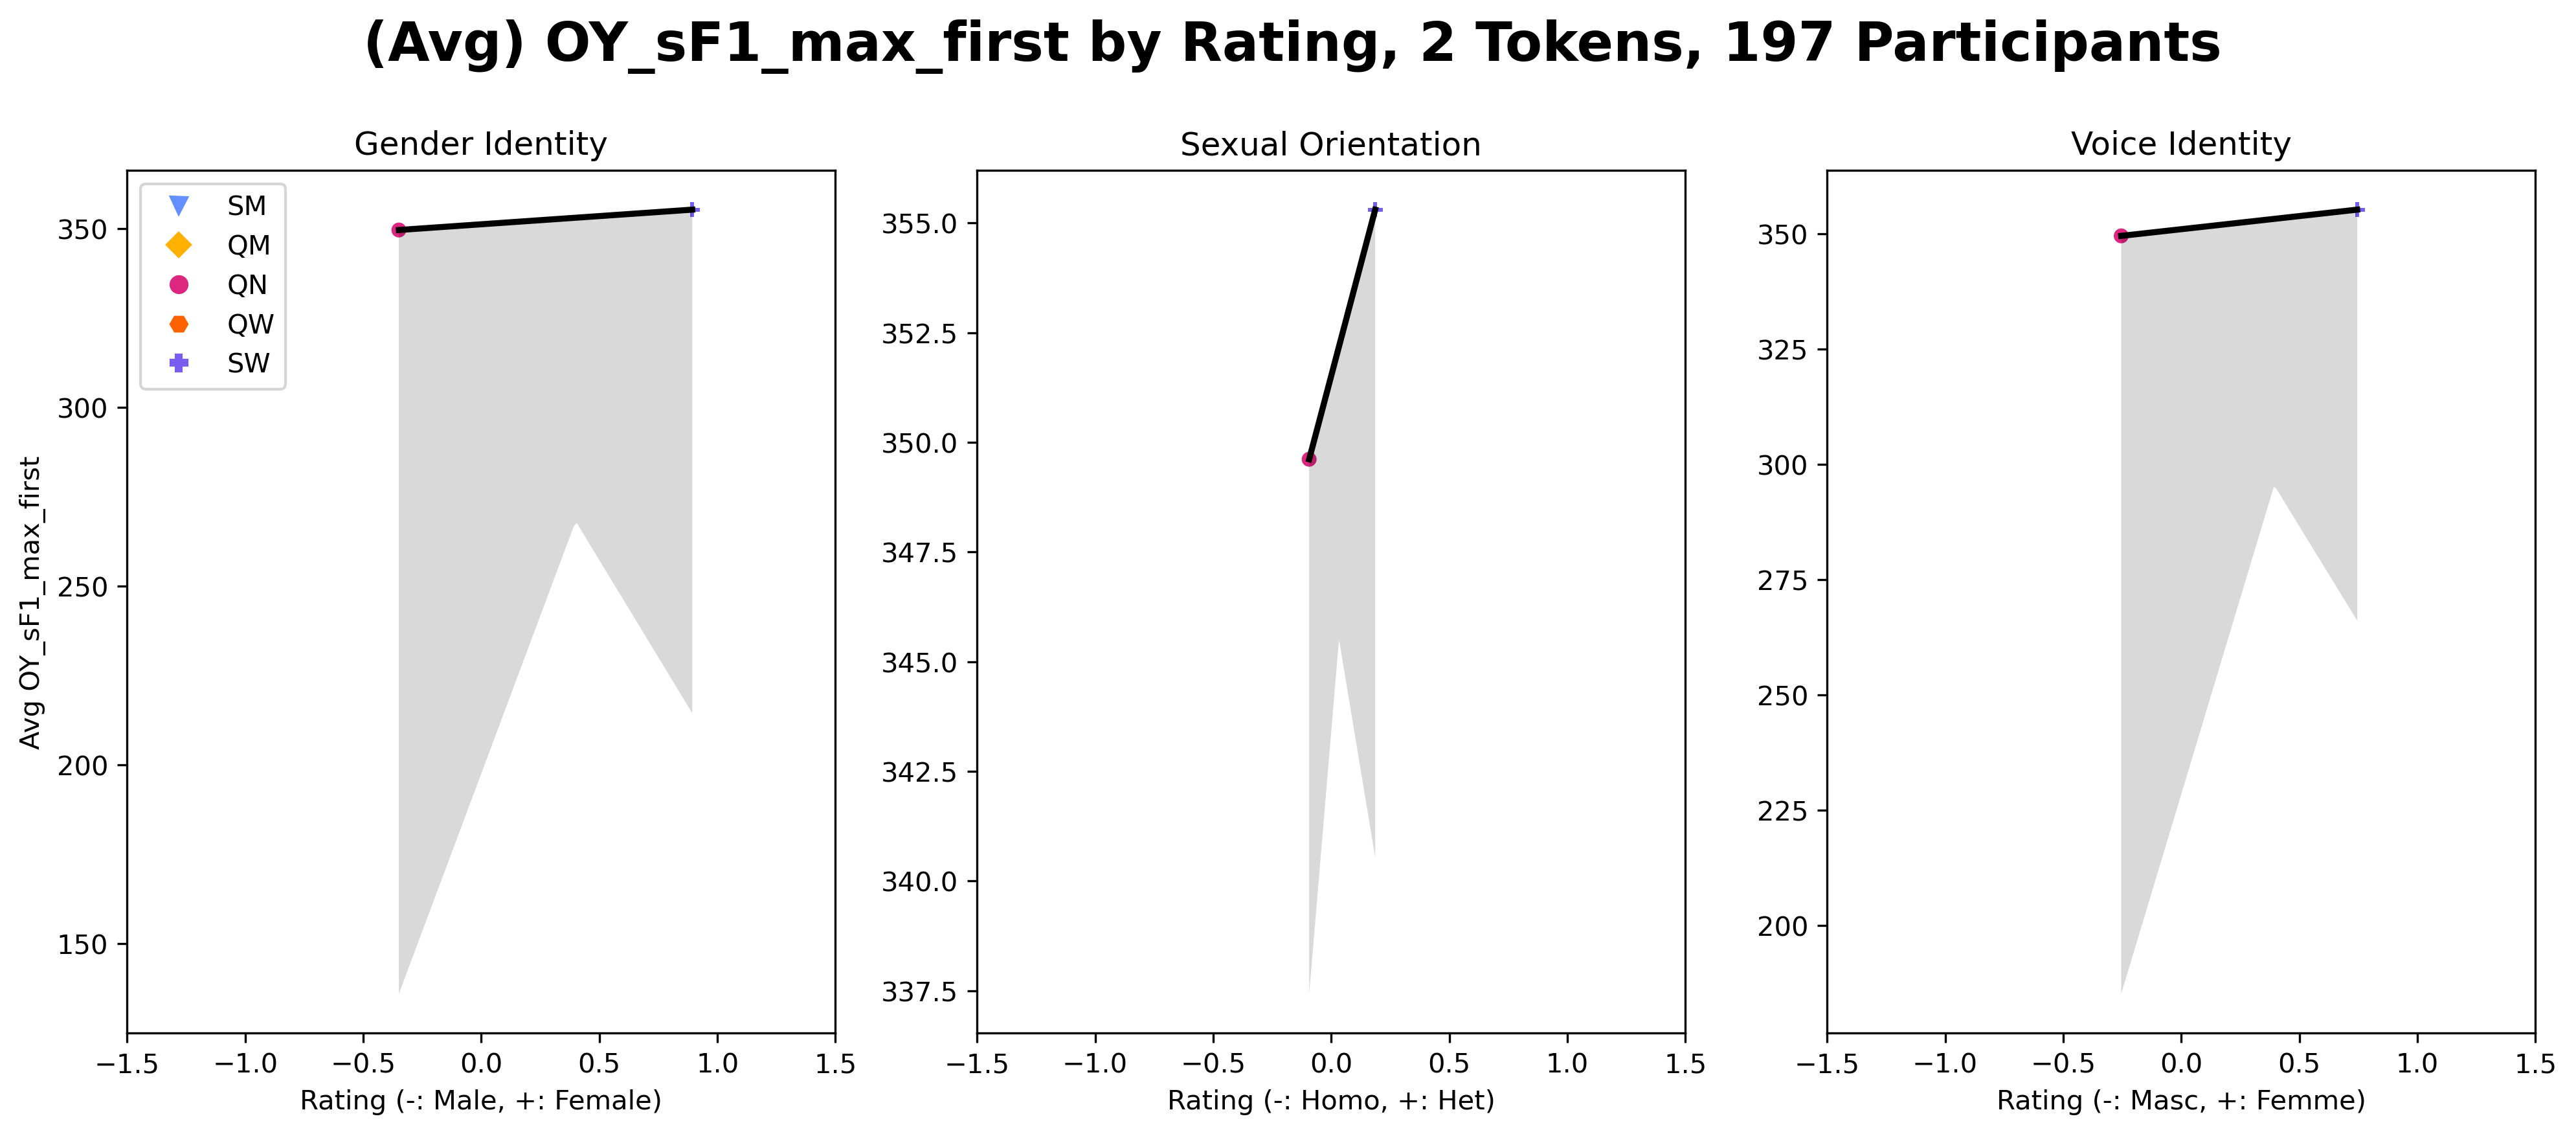 (Avg) OY_sF1_max_first by Rating, 2 Tokens, 197 Participants
Gender Identity
SM
QM
QN
QW
SW
350
300
250
200
150
Avg OY_sF1_max_first
−1.5 −1.0 −0.5 0.0 0.5 1.0 1.5
Rating (-: Male, +: Female)
Sexual Orientation
355.0
352.5
350.0
347.5
345.0
342.5
340.0
337.5
−1.5 −1.0 −0.5 0.0 0.5 1.0 1.5
Rating (-: Homo, +: Het)
Voice Identity
350
325
300
275
250
225
200
−1.5 −1.0 −0.5 0.0 0.5 1.0 1.5
Rating (-: Masc, +: Femme)